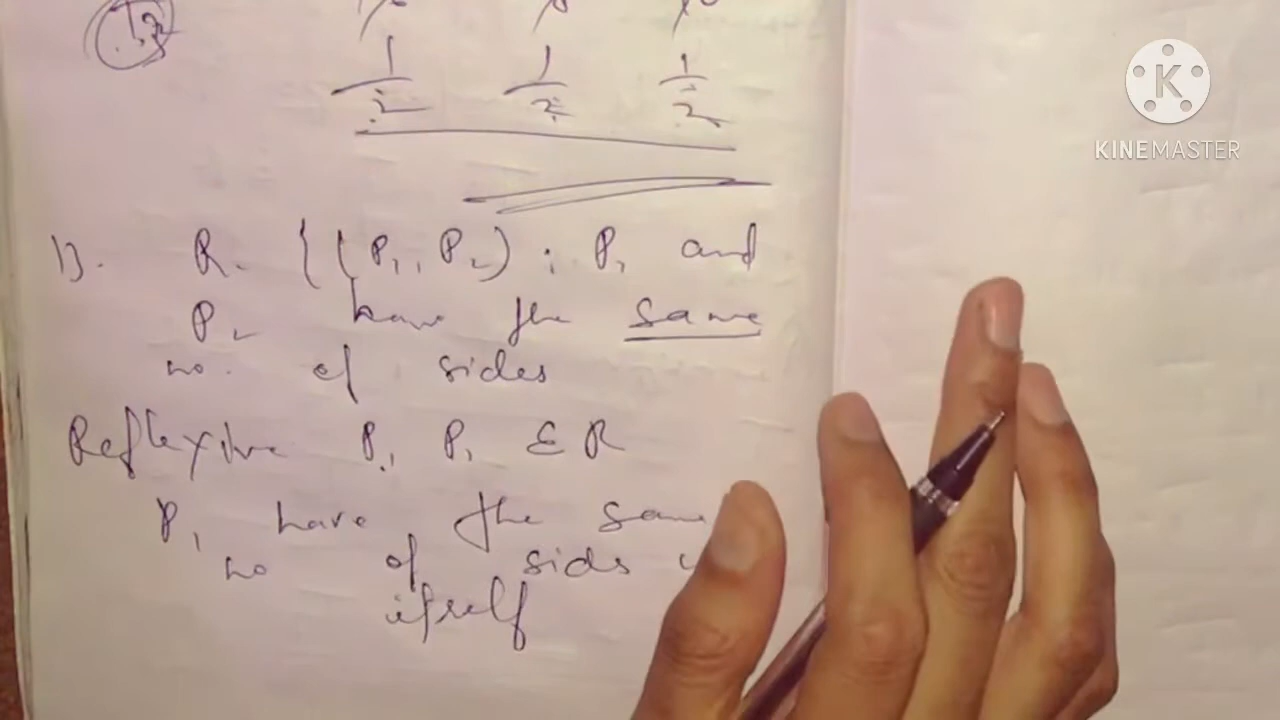 12
1 1 1
2 2 2
K
KINEMASTER
13. R = {(P1, P2) : P1 and
P2 have the same
no. of sides
Reflexive P1 P1 ∈ R
P1 have the same
no of sides
itself